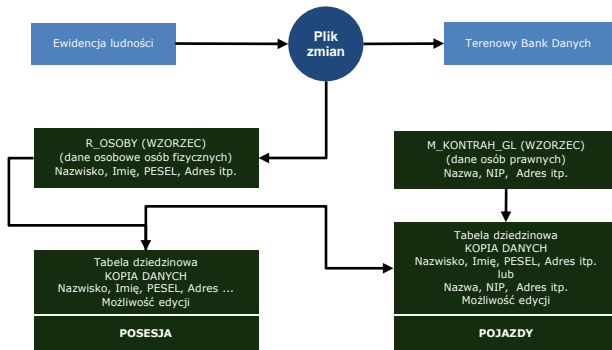 Ewidencja ludności
Plik
zmian
Terenowy Bank Danych
R_OSOBY (WZORZEC)
(dane osobowe osób fizycznych)
Nazwisko, Imię, PESEL, Adres itp.
M_KONTRAH_GL (WZORZEC)
(dane osób prawnych)
Nazwa, NIP, Adres itp.
Tabela dziedzinowa
KOPIA DANYCH
Nazwisko, Imię, PESEL, Adres ...
Możliwość edycji
POSESJA
Tabela dziedzinowa
KOPIA DANYCH
Nazwisko, Imię, PESEL, Adres itp.
lub
Nazwa, NIP, Adres itp.
Możliwość edycji
POJAZDY